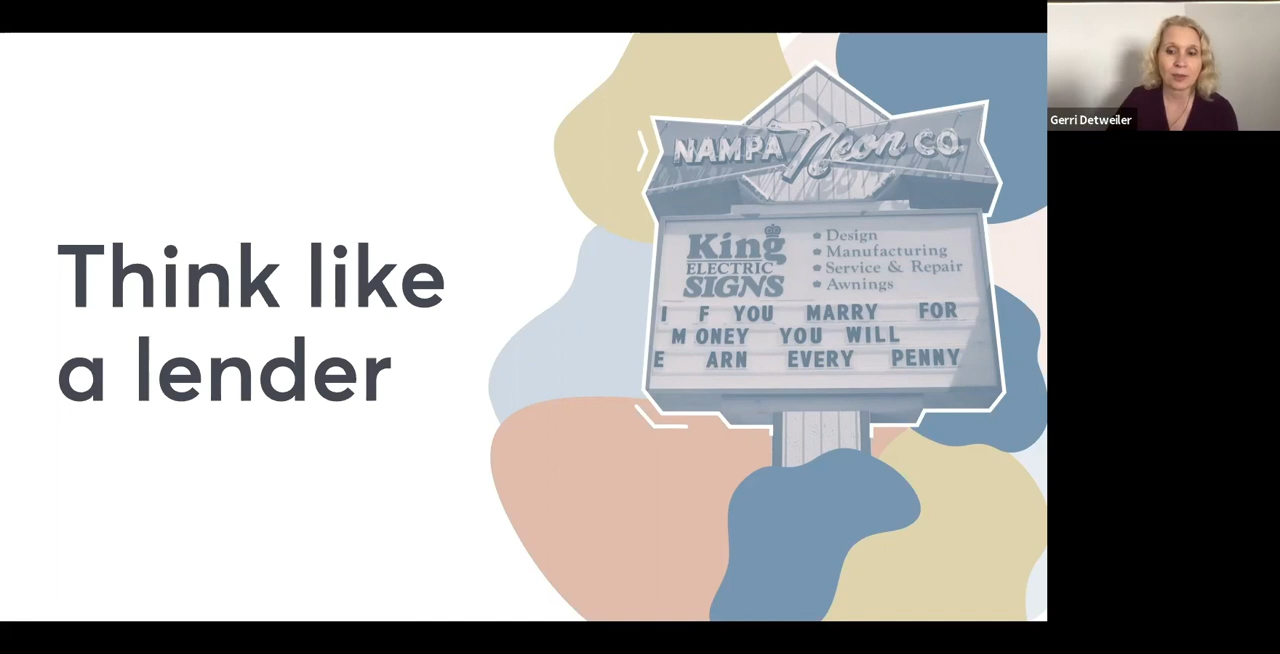 Think like
a lender
NAMPA Neon CO.
King
ELECTRIC
SIGNS
Design
Manufacturing
Service & Repair
Awnings
I F YOU MARRY FOR
M ONEY YOU WILL
E ARN EVERY PENNY
Gerri Detweiler